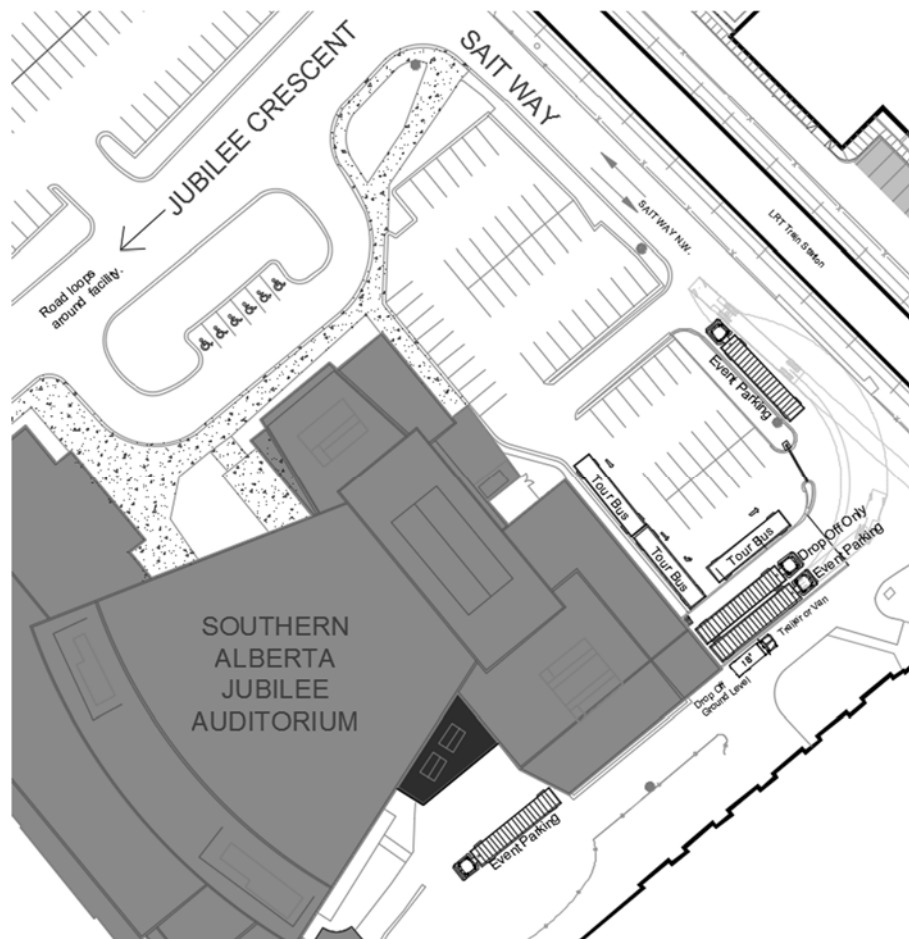 SAIT WAY
JUBILEE CRESCENT
SAIT WAY N.W.
LRT Train Station
Road loops
around facility.
Event Parking
Tour Bus
Tour Bus
Tour Bus
Drop Off Only
Event Parking
Trailer or Van
18'
Drop Off
Ground Level
SOUTHERN
ALBERTA
JUBILEE
AUDITORIUM
Event Parking